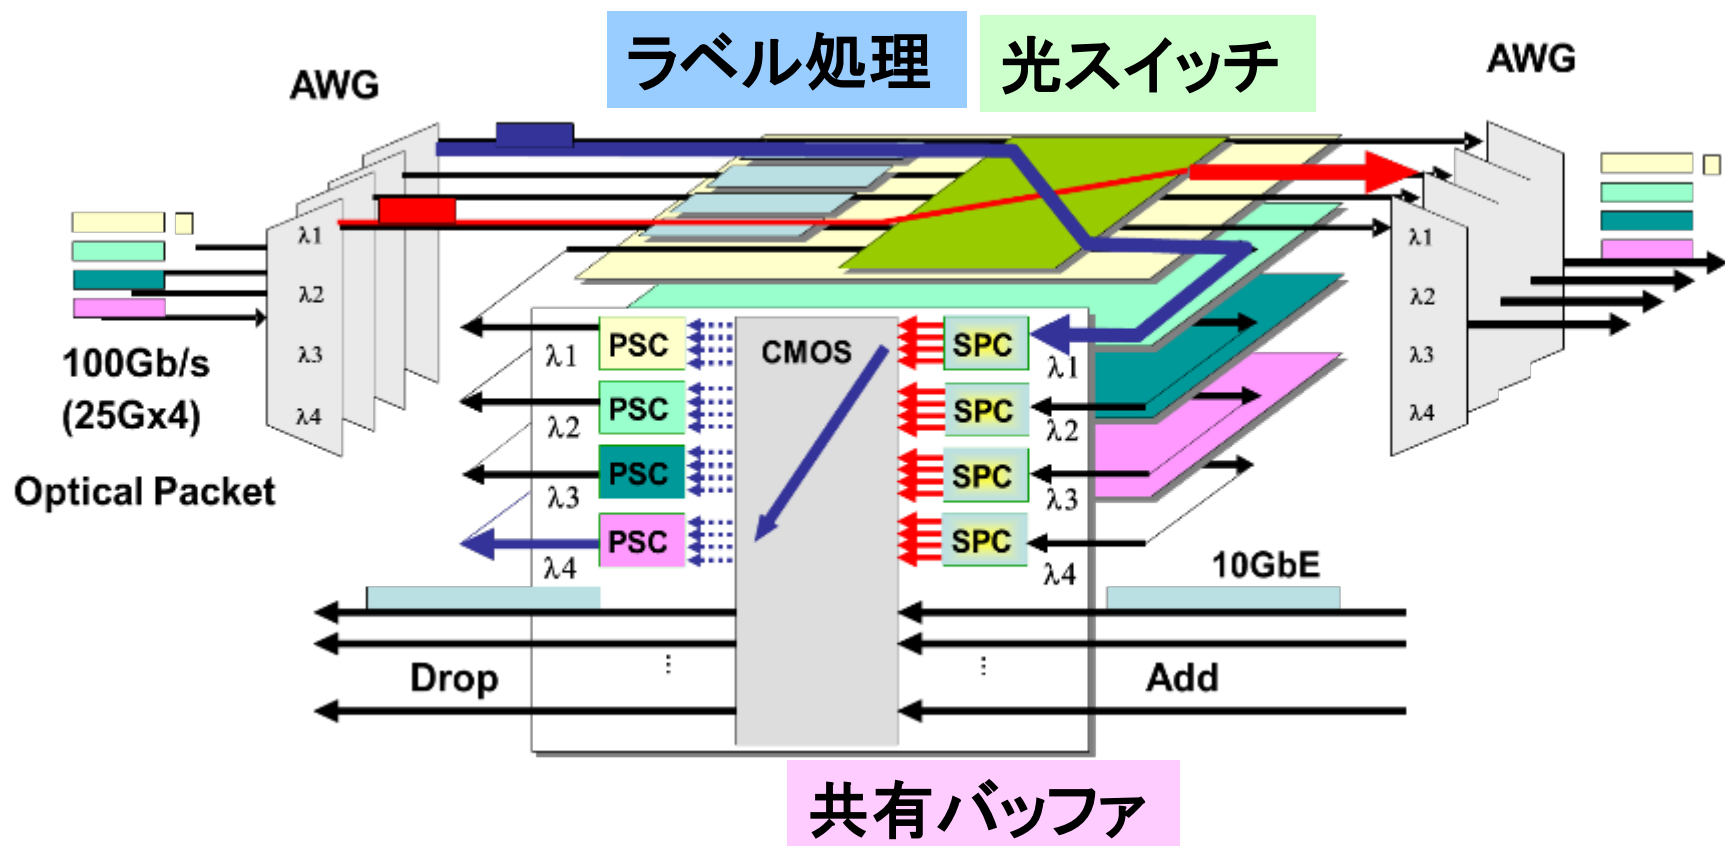 ラベル処理
光スイッチ
AWG
AWG
λ1
λ2
λ3
λ4
100Gb/s
(25Gx4)
Optical Packet
λ1
λ2
λ3
λ4
PSC
λ1
PSC
λ2
PSC
λ3
PSC
λ4
CMOS
SPC
λ1
SPC
λ2
SPC
λ3
SPC
λ4
10GbE
Drop
⋮
⋮
Add
共有バッファ